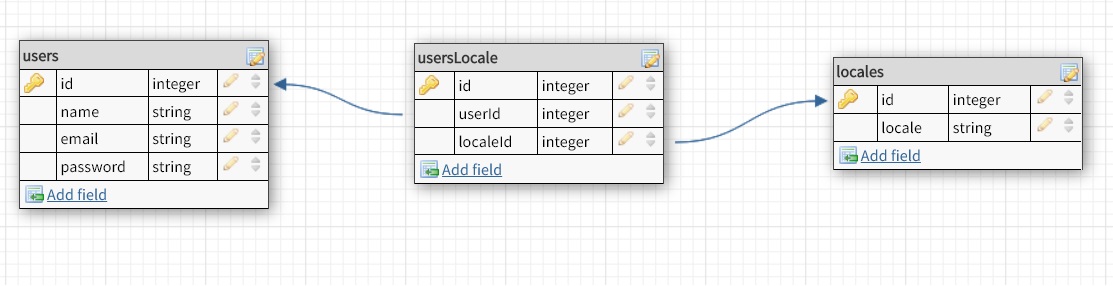 users
id integer
name string
email string
password string
Add field
usersLocale
id integer
userId integer
localeId integer
Add field
locales
id integer
locale string
Add field